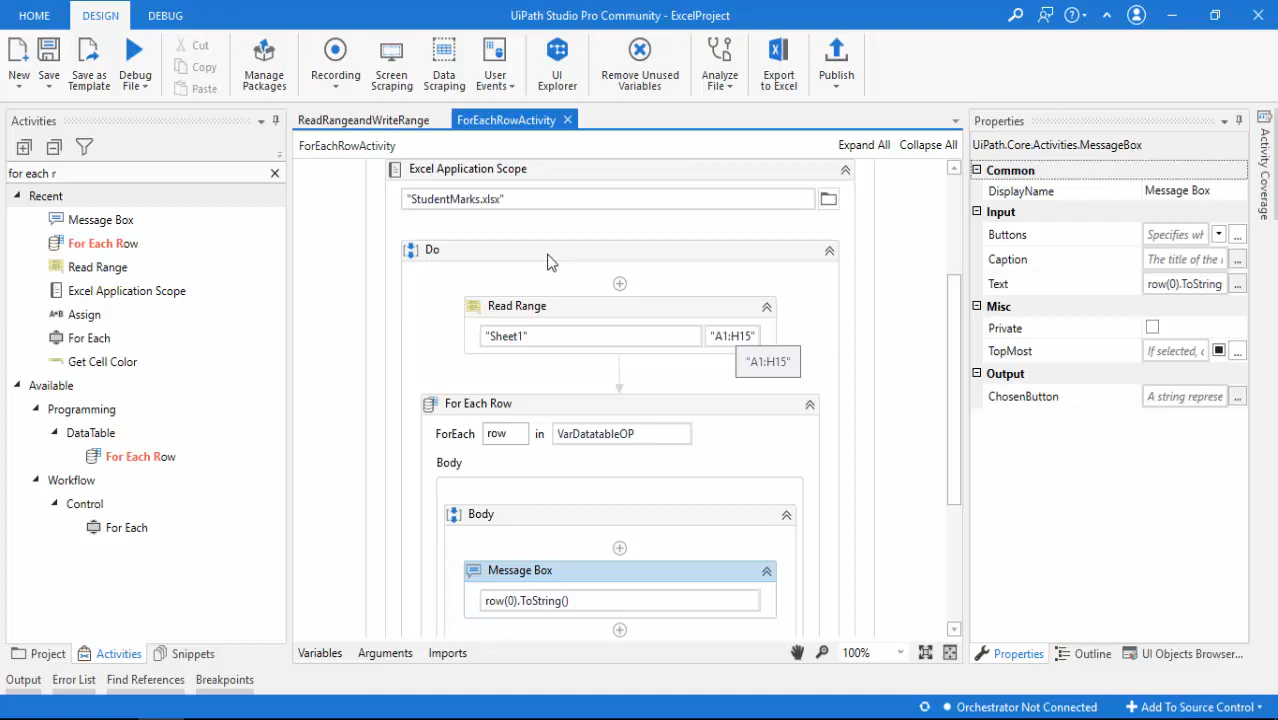 HOME DESIGN DEBUG UiPath Studio Pro Community - ExcelProject
New Save Save as Template Debug File Cut Copy Paste Manage Packages Recording Screen Scraping Data Scraping User Events UI Explorer Remove Unused Variables Analyze File Export to Excel Publish
Activities
for each r
Recent
Message Box
For Each Row
Read Range
Excel Application Scope
Assign
For Each
Get Cell Color
Available
Programming
DataTable
For Each Row
Workflow
Control
For Each
Project Activities Snippets
ReadRangeandWriteRange ForEachRowActivity
ForEachRowActivity Expand All Collapse All
Excel Application Scope
"StudentMarks.xlsx"
Do
Read Range
"Sheet1" "A1:H15"
"A1:H15"
For Each Row
ForEach row in VarDatatableOP
Body
Body
Message Box
row(0).ToString()
Variables Arguments Imports 100%
Properties
UiPath.Core.Activities.MessageBox
Common
DisplayName Message Box
Input
Buttons Specifies wh ...
Caption The title of the ...
Text row(0).ToString ...
Misc
Private
TopMost If selected, ...
Output
ChosenButton A string represe ...
Properties Outline UI Objects Browser...
Activity Coverage
Output Error List Find References Breakpoints
Orchestrator Not Connected Add To Source Control